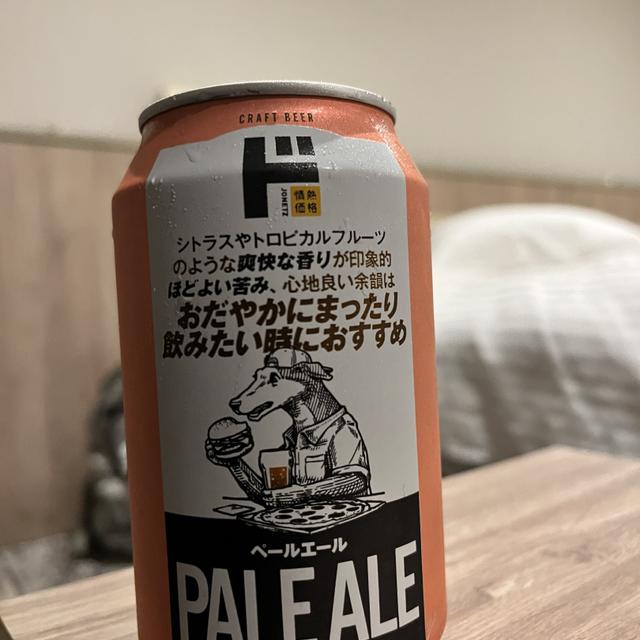 CRAFT BEER
ド
JONETZ
情熱
価格
シトラスやトロピカルフルーツ
のような爽快な香りが印象的
ほどよい苦み、心地良い余韻は
おだやかにまったり
飲みたい時におすすめ
ペールエール
PALE ALE